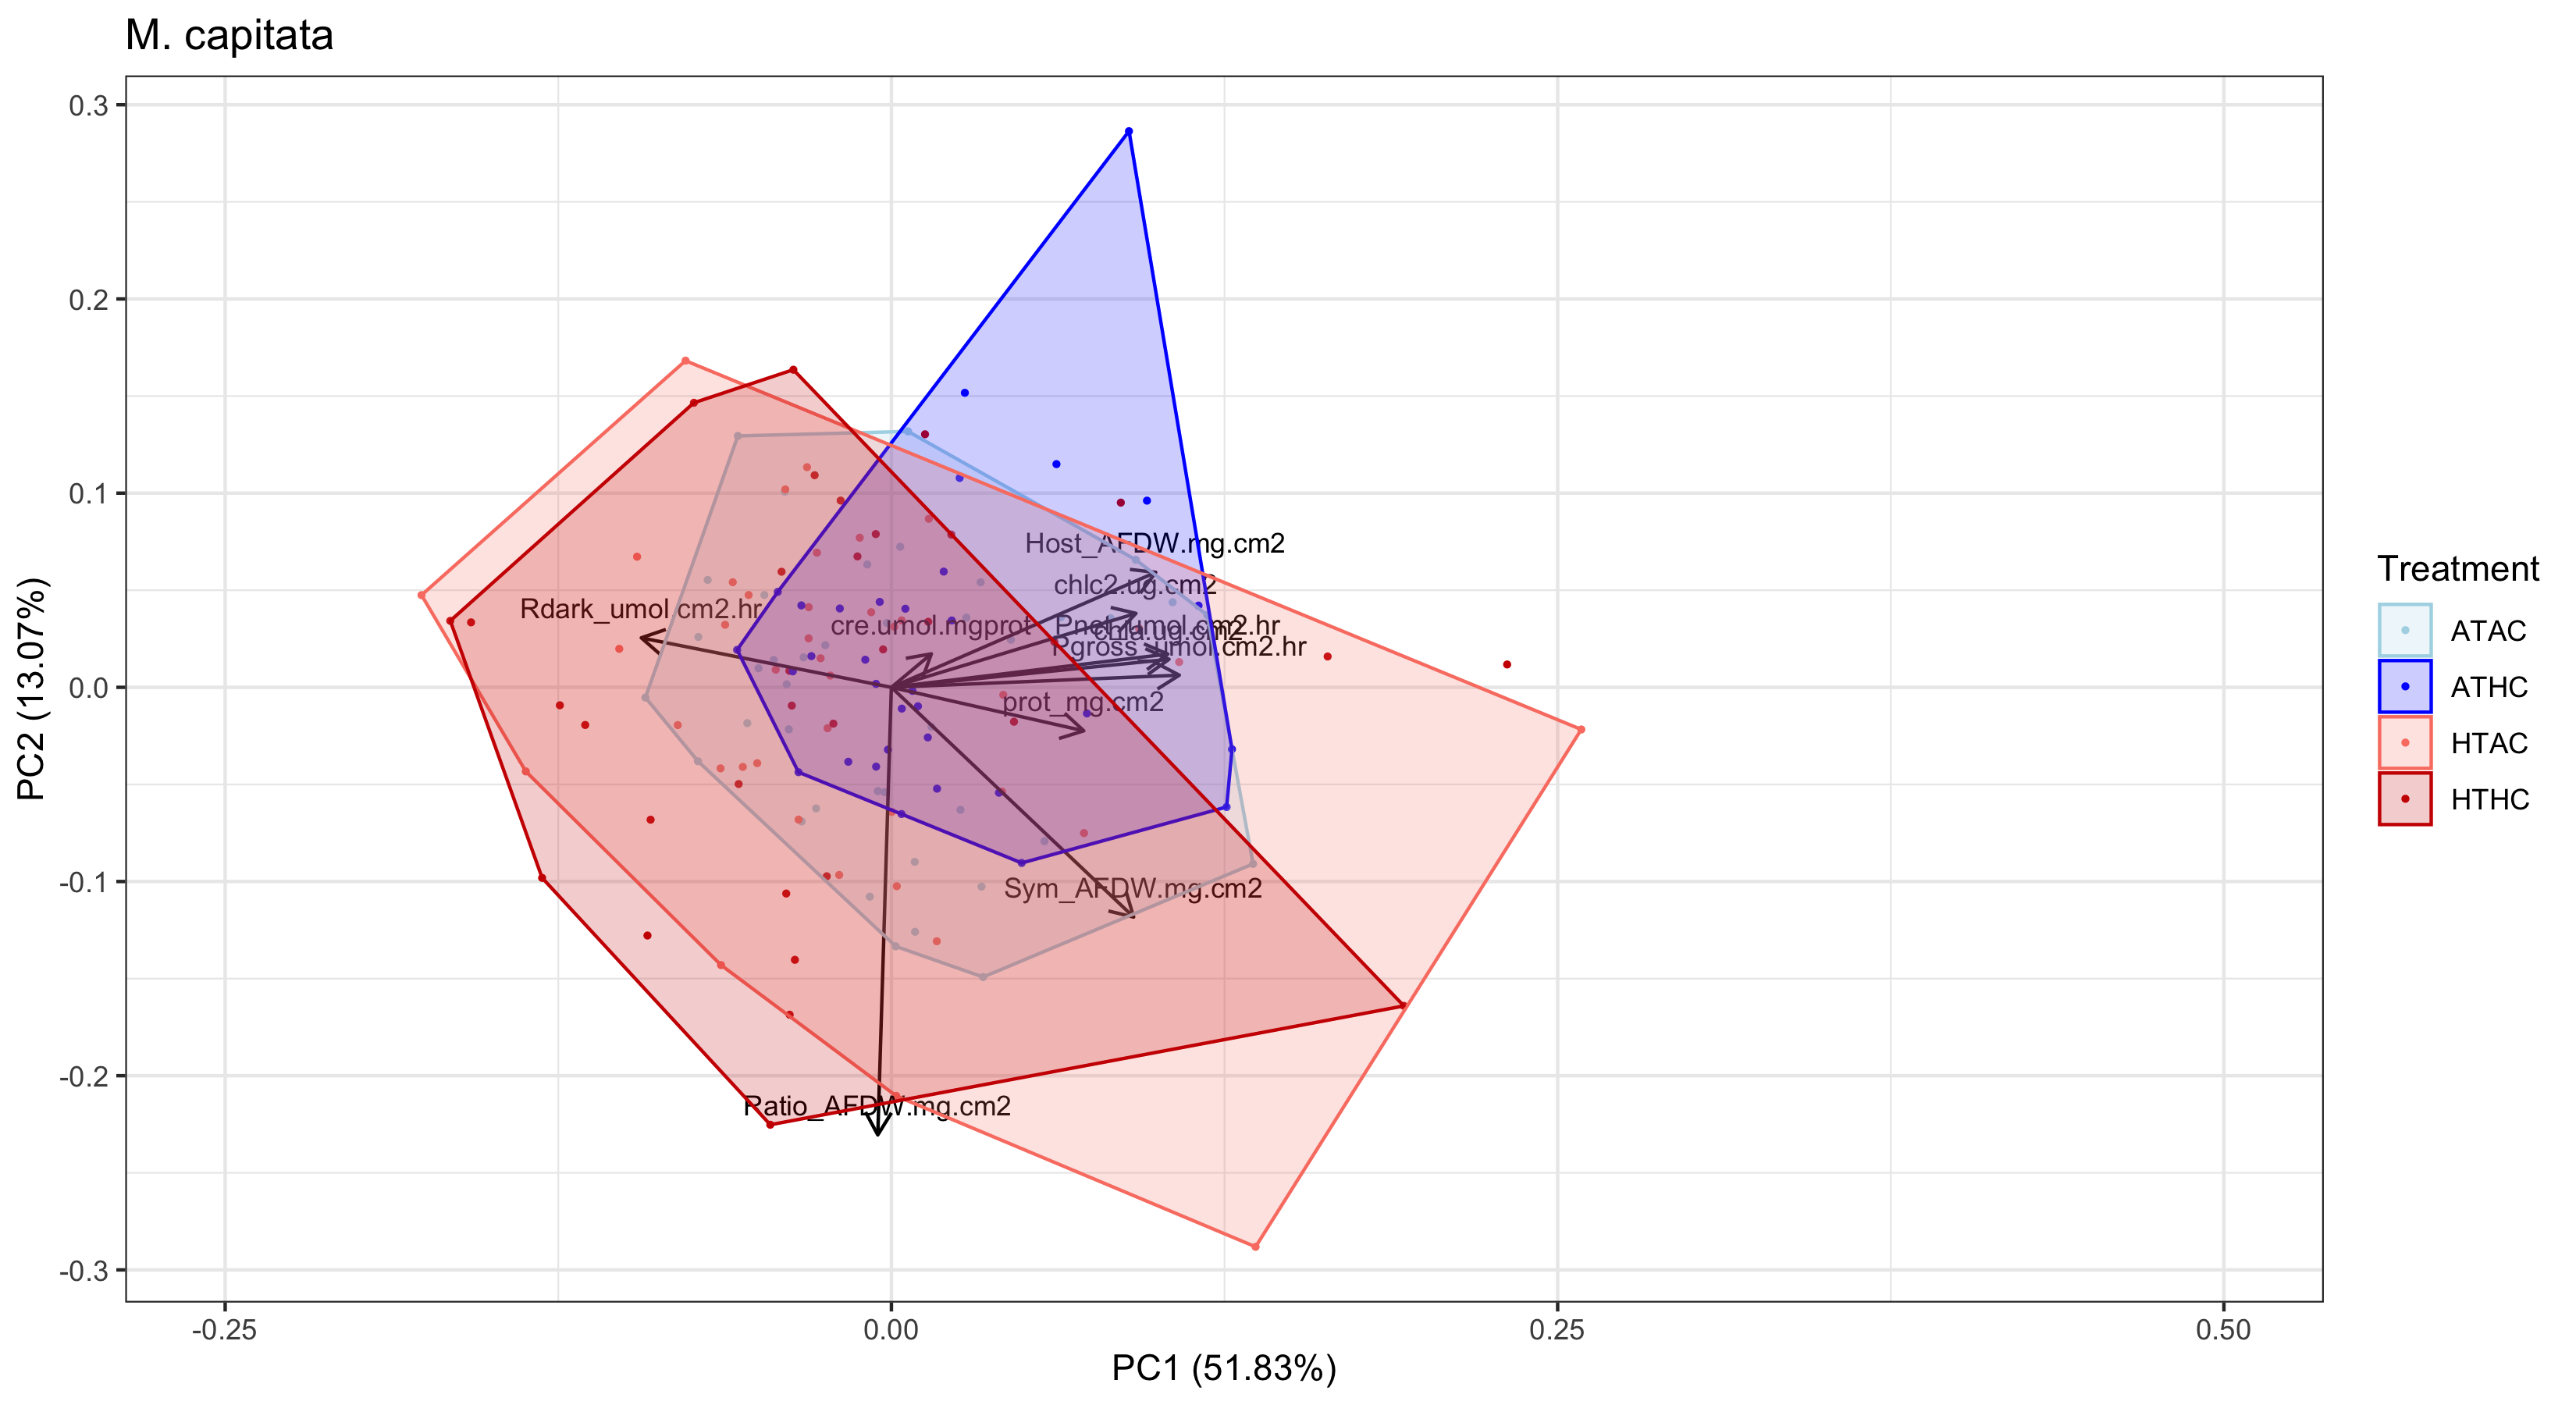 M. capitata
0.3
0.2
0.1
0.0
-0.1
-0.2
-0.3
PC2 (13.07%)
Host_AFDW.mg.cm2
chlc2.ug.cm2
Rdark_umol.cm2.hr
cre.umol.mgprot
Pnet_umol.cm2.hr
chla.ug.cm2
Pgross_umol.cm2.hr
prot_mg.cm2
Sym_AFDW.mg.cm2
Ratio_AFDW.mg.cm2
-0.25
0.00
0.25
0.50
PC1 (51.83%)
Treatment
ATAC
ATHC
HTAC
HTHC